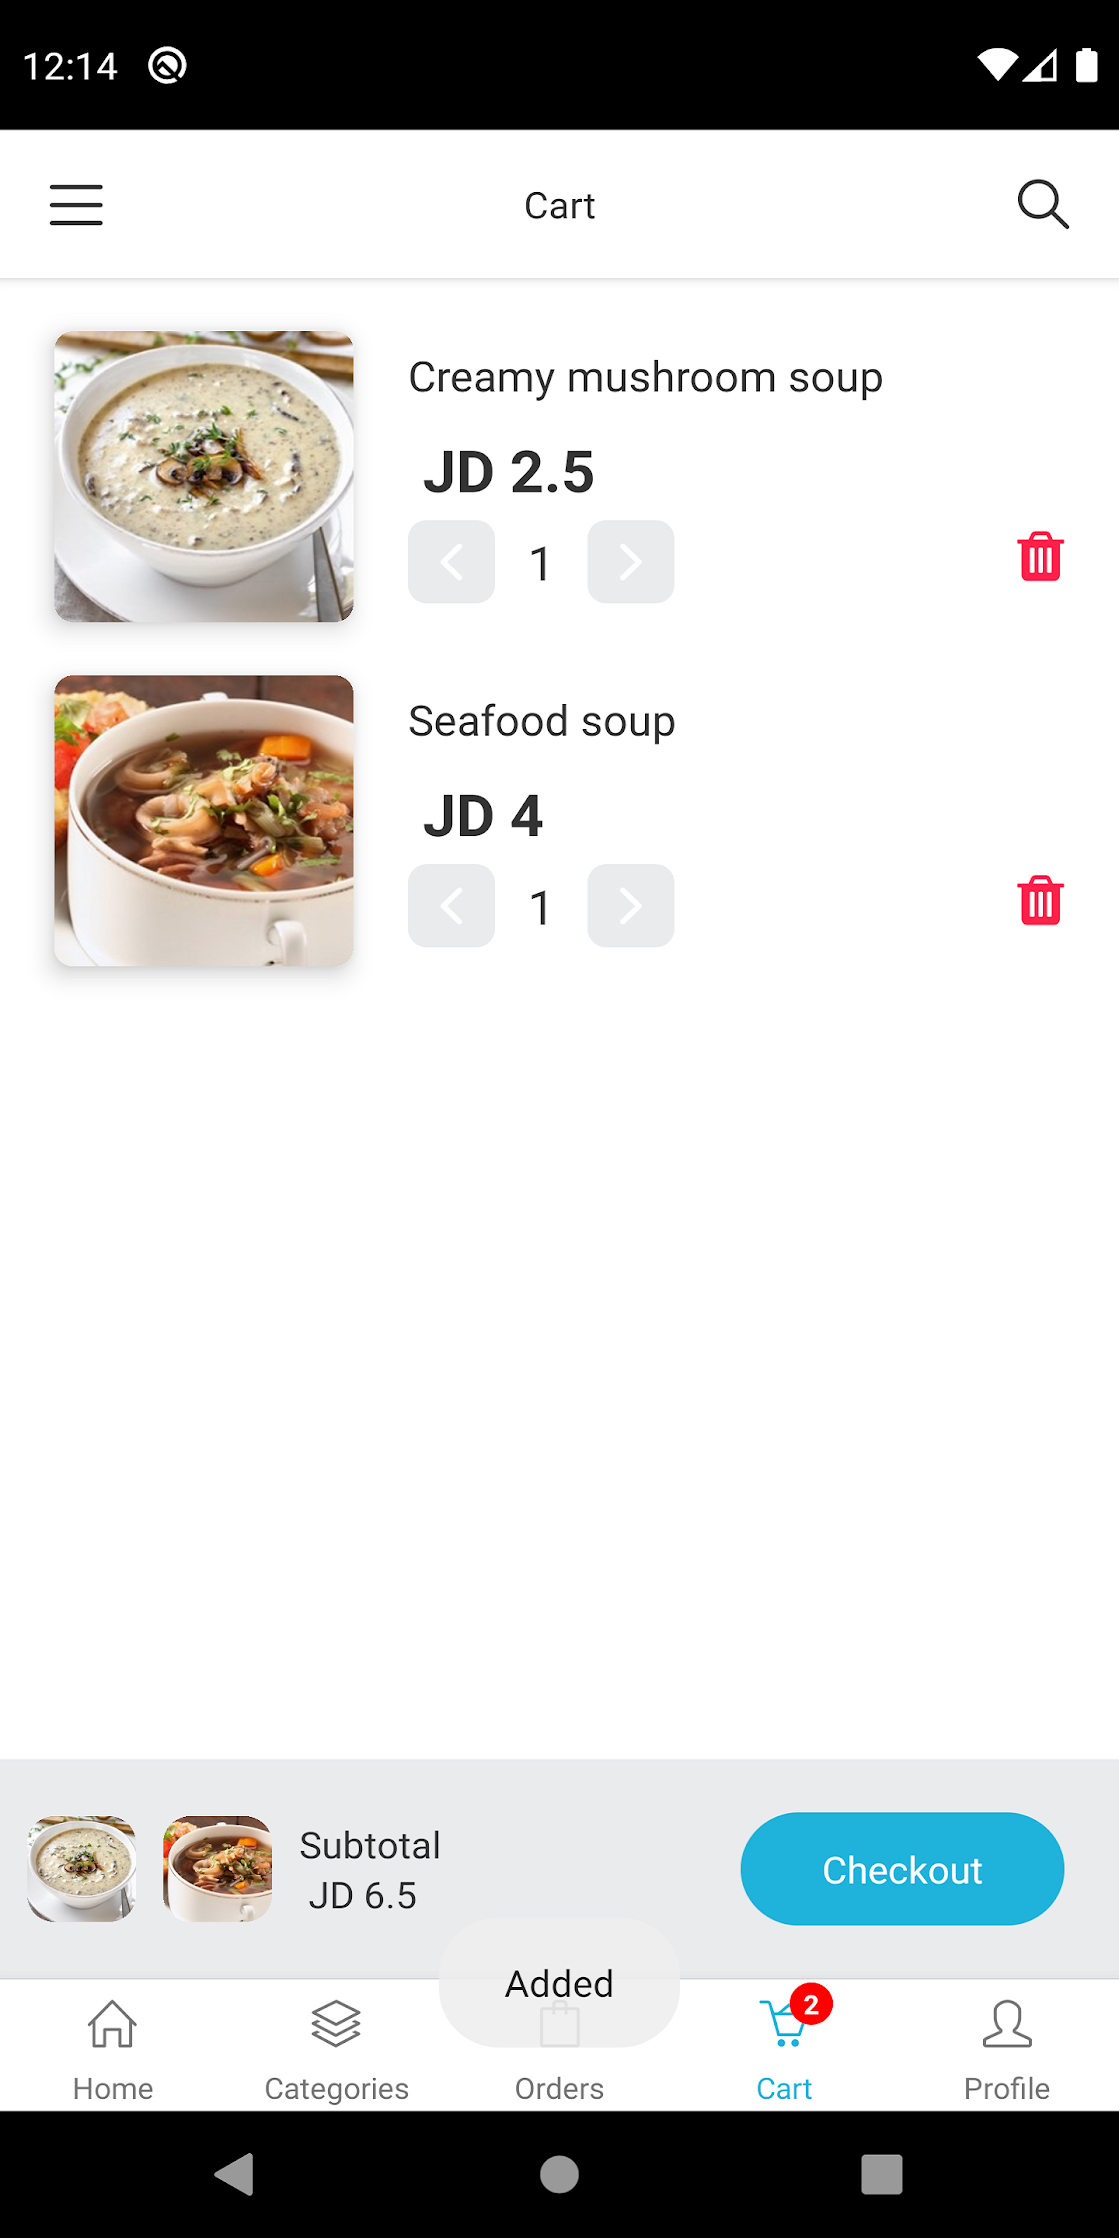 12:14
Cart
Creamy mushroom soup
JD 2.5
1
Seafood soup
JD 4
1
Subtotal
JD 6.5
Checkout
Added
2
Home
Categories
Orders
Cart
Profile